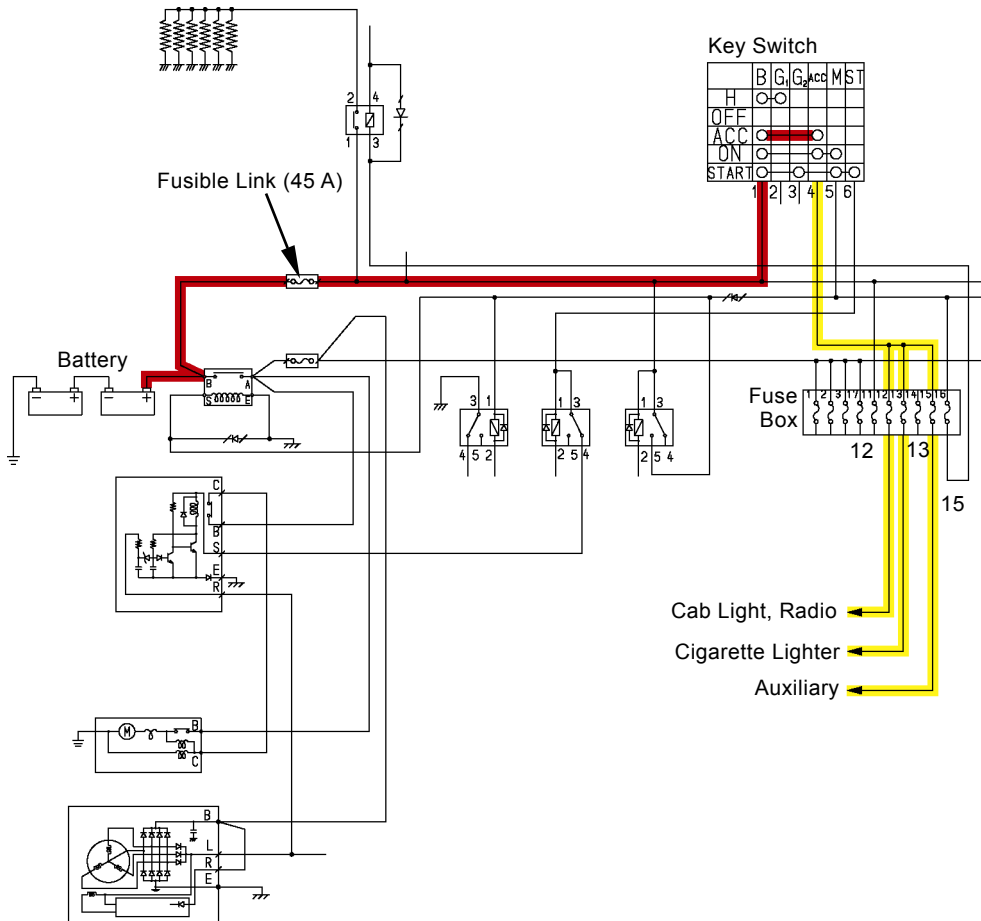 Key Switch
B G₁ G₂ ACC M ST
H
OFF
ACC
ON
START
1 2 3 4 5 6
2 4
1 3
Fusible Link (45 A)
Battery
- + - +
B A
S E
Fuse Box
1 2 3 17 11 11 12 13 14 15 16
3 1
4 5 2
1 3
2 5 4
1 3
2 5 4
12 13
15
C
B
S
E
R
Cab Light, Radio
Cigarette Lighter
Auxiliary
M
B
C
B
L
R
E